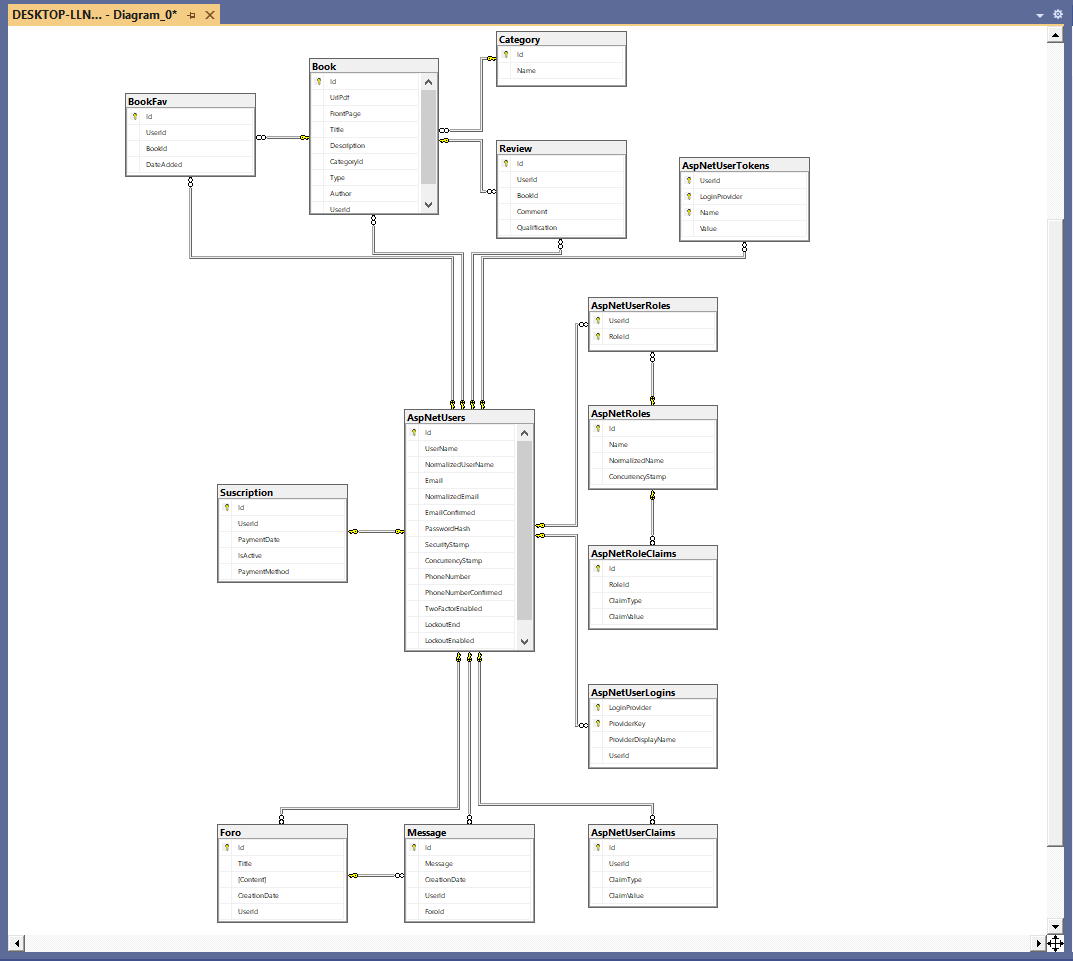 DESKTOP-LLN... - Diagram_0*
Category
Id
Name
Book
Id
UrlPdf
FrontPage
Title
Description
CategoryId
Type
Author
UserId
BookFav
Id
UserId
BookId
DateAdded
Review
Id
UserId
BookId
Comment
Qualification
AspNetUserTokens
UserId
LoginProvider
Name
Value
AspNetUserRoles
UserId
RoleId
AspNetRoles
Id
Name
NormalizedName
ConcurrencyStamp
AspNetUsers
Id
UserName
NormalizedUserName
Email
NormalizedEmail
EmailConfirmed
PasswordHash
SecurityStamp
ConcurrencyStamp
PhoneNumber
PhoneNumberConfirmed
TwoFactorEnabled
LockoutEnd
LockoutEnabled
Suscription
Id
UserId
PaymentDate
IsActive
PaymentMethod
AspNetRoleClaims
Id
RoleId
ClaimType
ClaimValue
AspNetUserLogins
LoginProvider
ProviderKey
ProviderDisplayName
UserId
Foro
Id
Title
[Content]
CreationDate
UserId
Message
Id
Message
CreationDate
UserId
ForoId
AspNetUserClaims
Id
UserId
ClaimType
ClaimValue